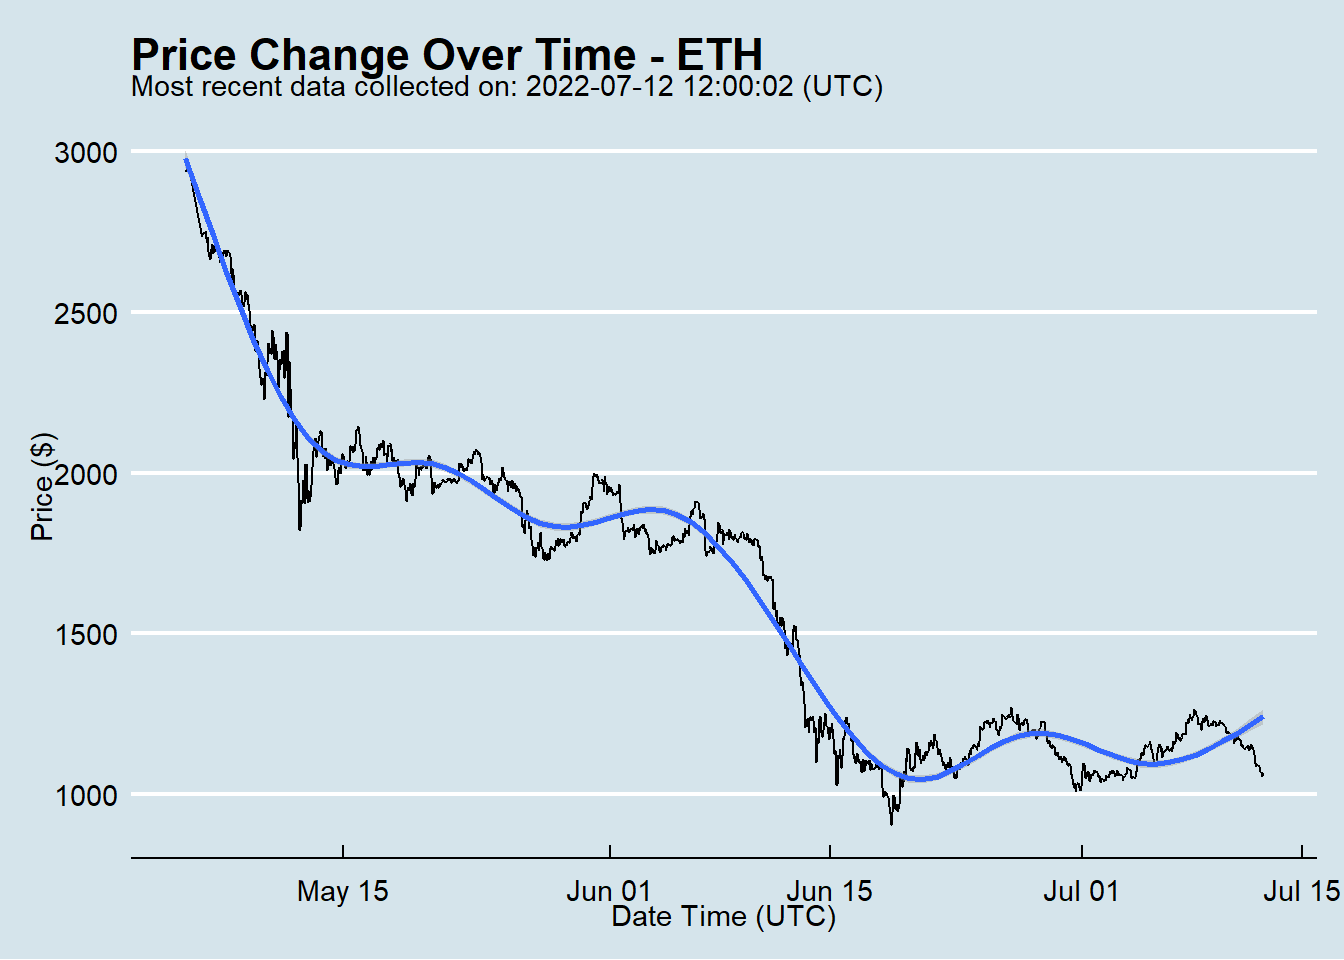 Price Change Over Time - ETH
Most recent data collected on: 2022-07-12 12:00:02 (UTC)
3000
2500
2000
1500
1000
Price ($)
May 15
Jun 01
Jun 15
Jul 01
Jul 15
Date Time (UTC)